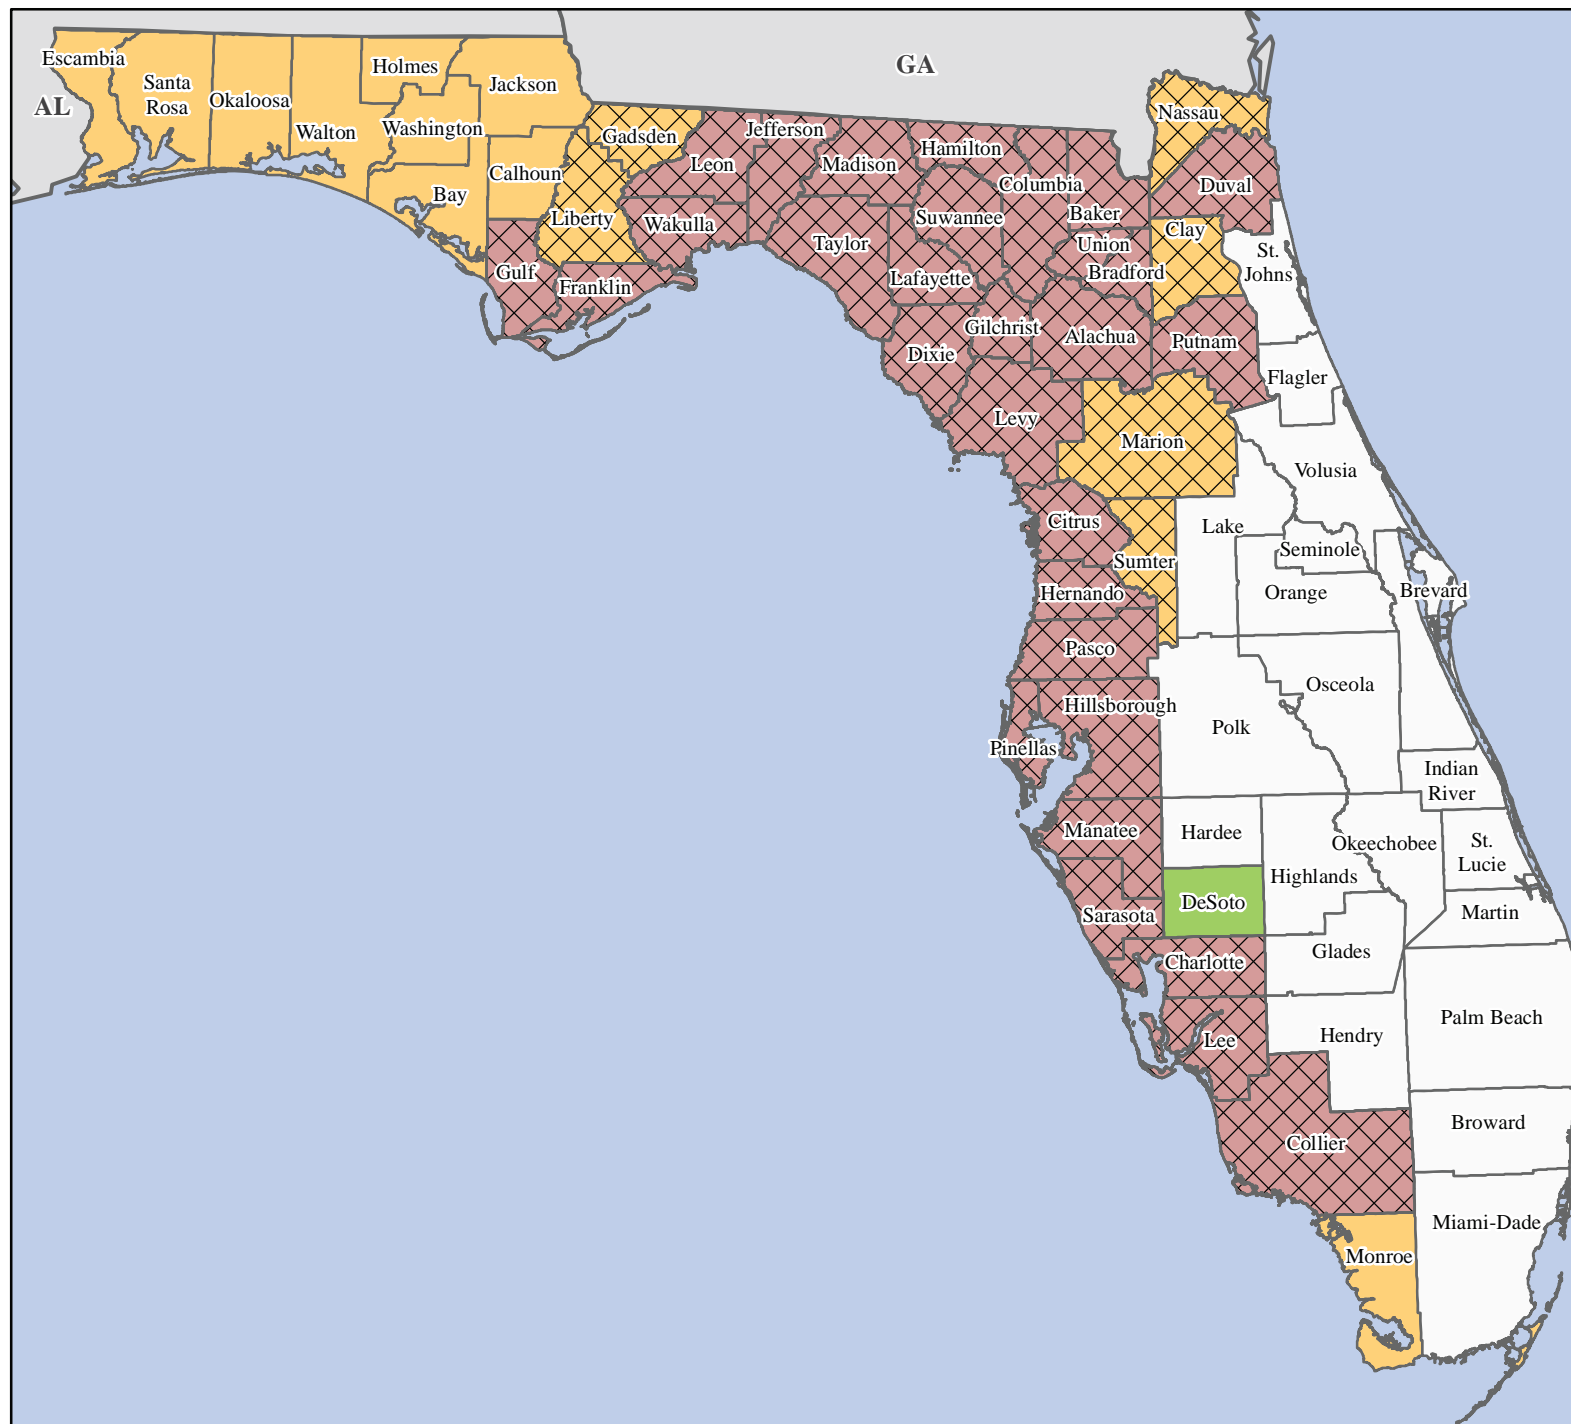 GA
AL
Escambia
Santa
Rosa
Okaloosa
Walton
Holmes
Washington
Jackson
Bay
Calhoun
Gulf
Liberty
Gadsden
Franklin
Leon
Wakulla
Jefferson
Madison
Taylor
Hamilton
Suwannee
Lafayette
Columbia
Baker
Union
Bradford
Nassau
Duval
Clay
St.
Johns
Dixie
Gilchrist
Alachua
Putnam
Flagler
Levy
Marion
Volusia
Citrus
Sumter
Lake
Seminole
Orange
Brevard
Hernando
Pasco
Hillsborough
Pinellas
Polk
Osceola
Indian
River
Manatee
Hardee
Okeechobee
St.
Lucie
Highlands
Sarasota
DeSoto
Martin
Charlotte
Glades
Lee
Hendry
Palm Beach
Collier
Broward
Miami-Dade
Monroe